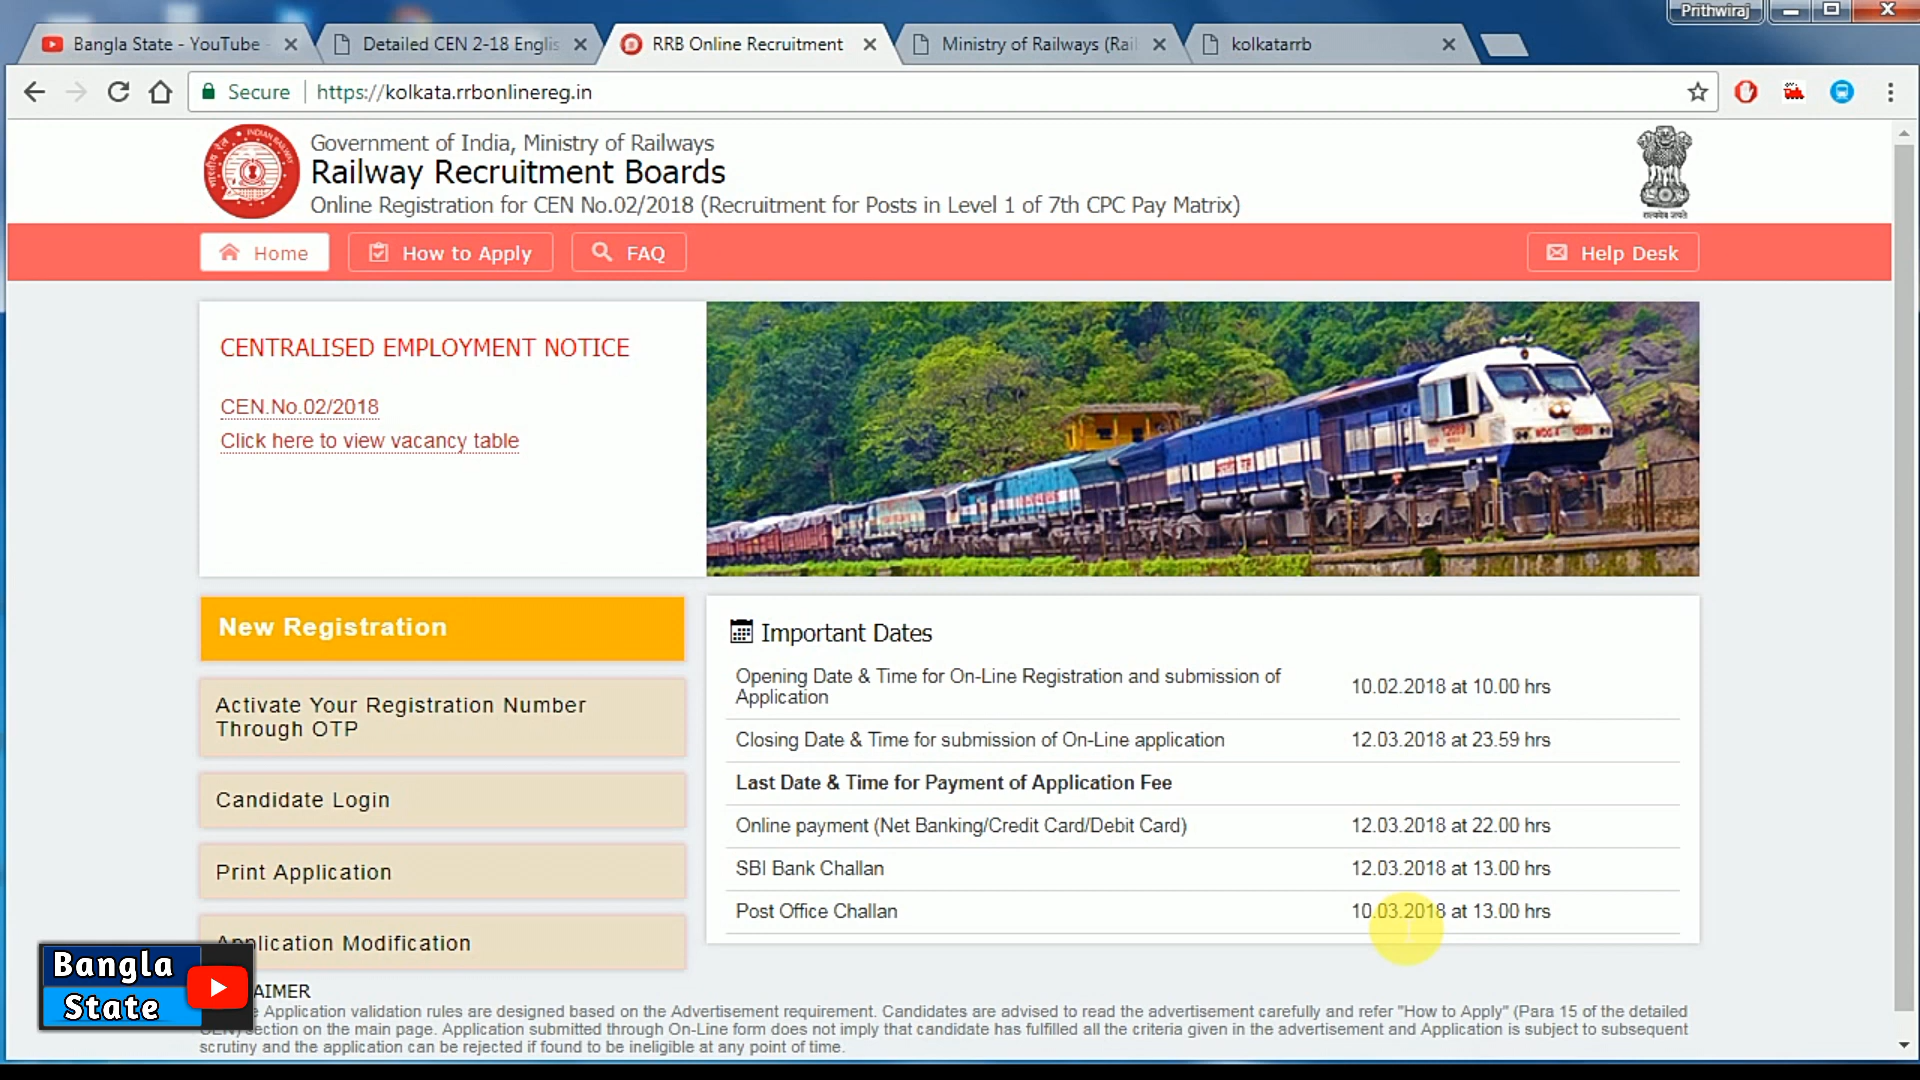 Prithwiraj
Bangla State - YouTube -
Detailed CEN 2-18 Englis
RRB Online Recruitment
Ministry of Railways (Rail
kolkatarrb
Secure
https://kolkata.rrbonlinereg.in
Government of India, Ministry of Railways
Railway Recruitment Boards
Online Registration for CEN No.02/2018 (Recruitment for Posts in Level 1 of 7th CPC Pay Matrix)
सत्यमेव जयते
Home
How to Apply
FAQ
Help Desk
CENTRALISED EMPLOYMENT NOTICE
CEN.No.02/2018
Click here to view vacancy table
New Registration
Activate Your Registration Number
Through OTP
Candidate Login
Print Application
Application Modification
Important Dates
Opening Date & Time for On-Line Registration and submission of
Application
10.02.2018 at 10.00 hrs
Closing Date & Time for submission of On-Line application
12.03.2018 at 23.59 hrs
Last Date & Time for Payment of Application Fee
Online payment (Net Banking/Credit Card/Debit Card)
12.03.2018 at 22.00 hrs
SBI Bank Challan
12.03.2018 at 13.00 hrs
Post Office Challan
10.03.2018 at 13.00 hrs
Bangla
State
AIMER
e Application validation rules are designed based on the Advertisement requirement. Candidates are advised to read the advertisement carefully and refer "How to Apply" (Para 15 of the detailed
CEN) section on the main page. Application submitted through On-Line form does not imply that candidate has fulfilled all the criteria given in the advertisement and Application is subject to subsequent
scrutiny and the application can be rejected if found to be ineligible at any point of time.